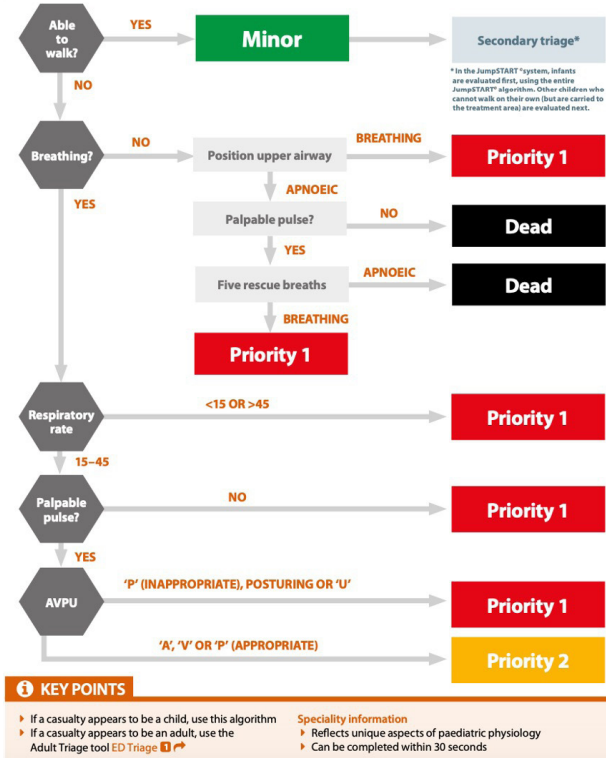 Able
to
walk?
YES
Minor
Secondary triage*
* In the JumpSTART ®system, infants
are evaluated first, using the entire
JumpSTART® algorithm. Other children who
cannot walk on their own (but are carried to
the treatment area) are evaluated next.
NO
Breathing?
NO
Position upper airway
BREATHING
Priority 1
APNOEIC
YES
Palpable pulse?
NO
Dead
YES
Five rescue breaths
APNOEIC
Dead
BREATHING
Priority 1
Respiratory
rate
<15 OR >45
Priority 1
15–45
Palpable
pulse?
NO
Priority 1
YES
AVPU
'P' (INAPPROPRIATE), POSTURING OR 'U'
Priority 1
'A', 'V' OR 'P' (APPROPRIATE)
Priority 2
i KEY POINTS
If a casualty appears to be a child, use this algorithm
If a casualty appears to be an adult, use the
Adult Triage tool ED Triage 1
Speciality information
Reflects unique aspects of paediatric physiology
Can be completed within 30 seconds